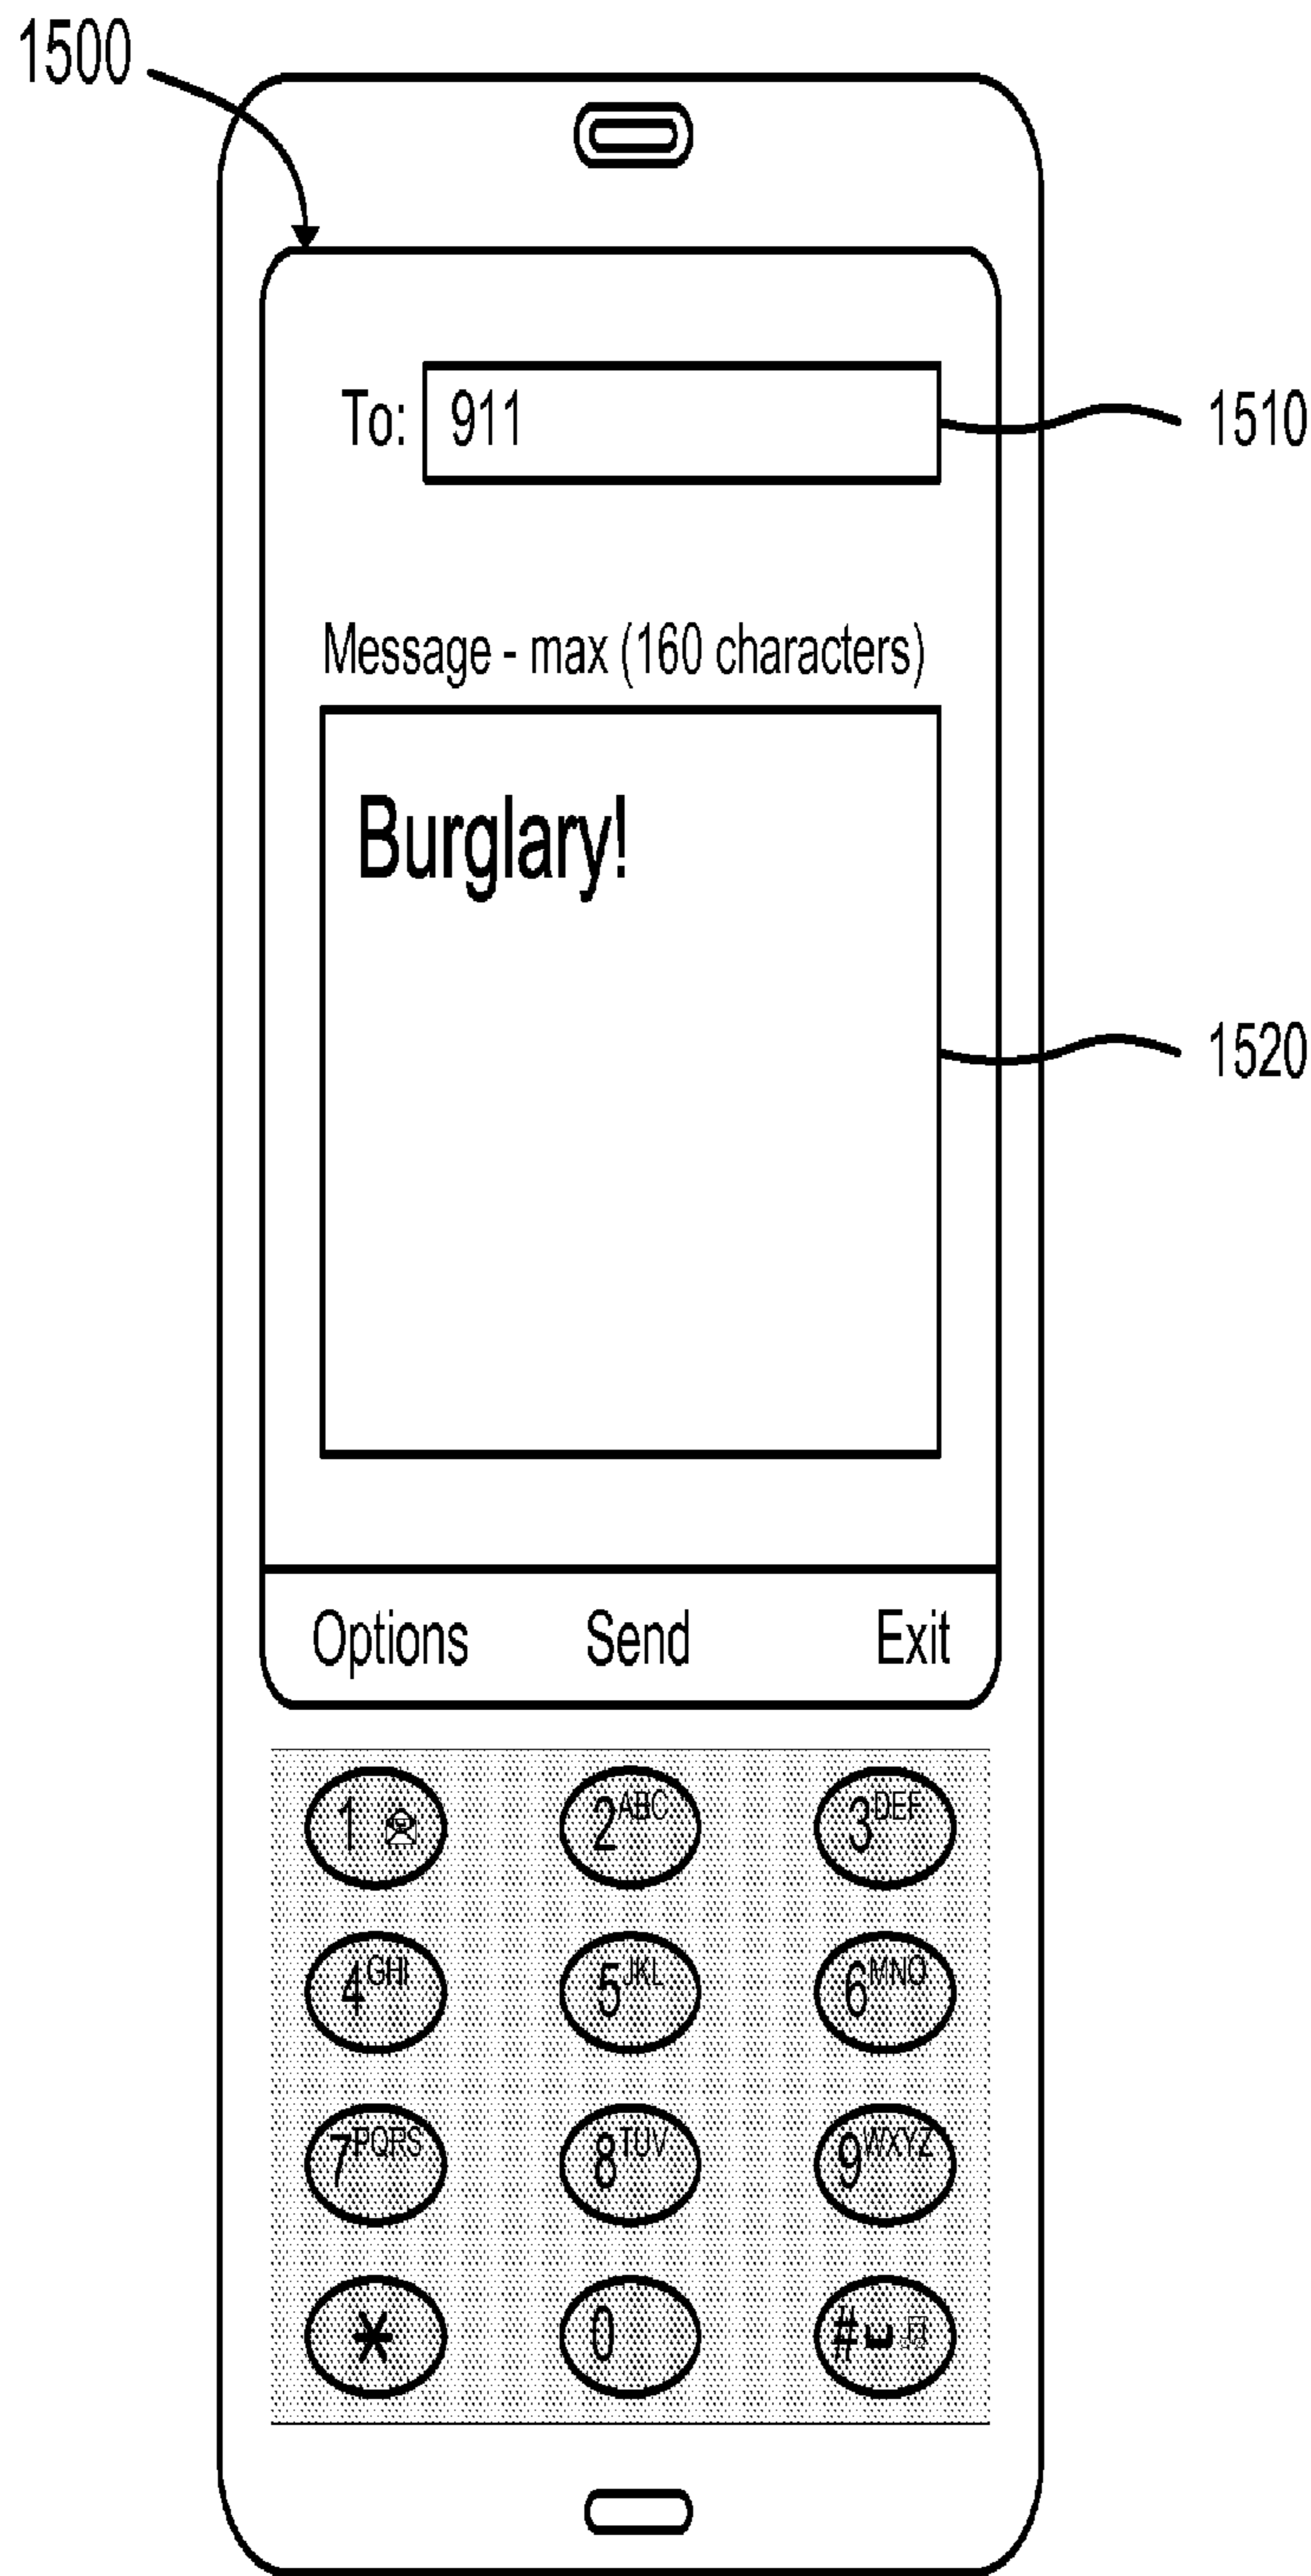 1500
To: 911
1510
Message - max (160 characters)
Burglary!
1520
Options Send Exit
1 2ABC 3DEF
4GHI 5JKL 6MNO
7PQRS 8TUV 9WXYZ
* 0 #